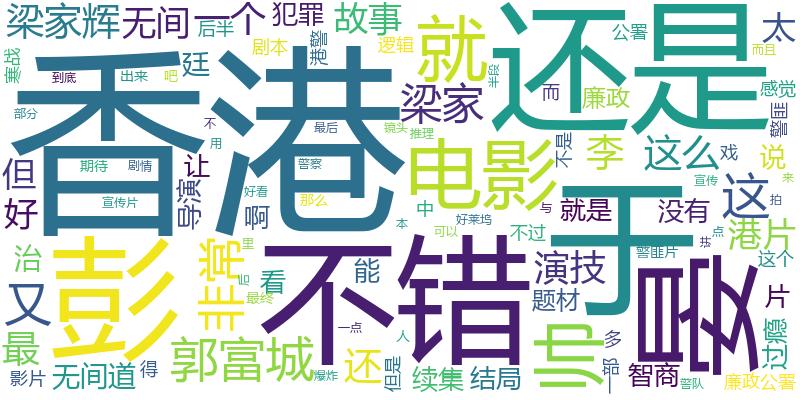 梁家辉
无间
一个
犯罪
后半
故事
就
还是
公署
而且
太
寒战
到底
出来
吧
廷
剧本
港警
逻辑
半段
香港
梁家
而
廉政
感觉
警匪
部分
不
用
最后
镜头
推理
电影
不是
李
这么
戏
说
但
期待
剧情
让
警察
好
宣传片
导演
啊
好看
那么
中
好莱坞
与
就是
没有
这
宣传
来
拍
本
可以
不过
于
港片
点
治
彭
非常
里
后
看
不错
能
演技
警匪片
晏
这个
又
最终
题材
片
最
郭富城
还
一点
人
帅
多
过瘾
影片
无间道
得
爆炸
但是
续集
结局
一部
智商
警队
廉政公署